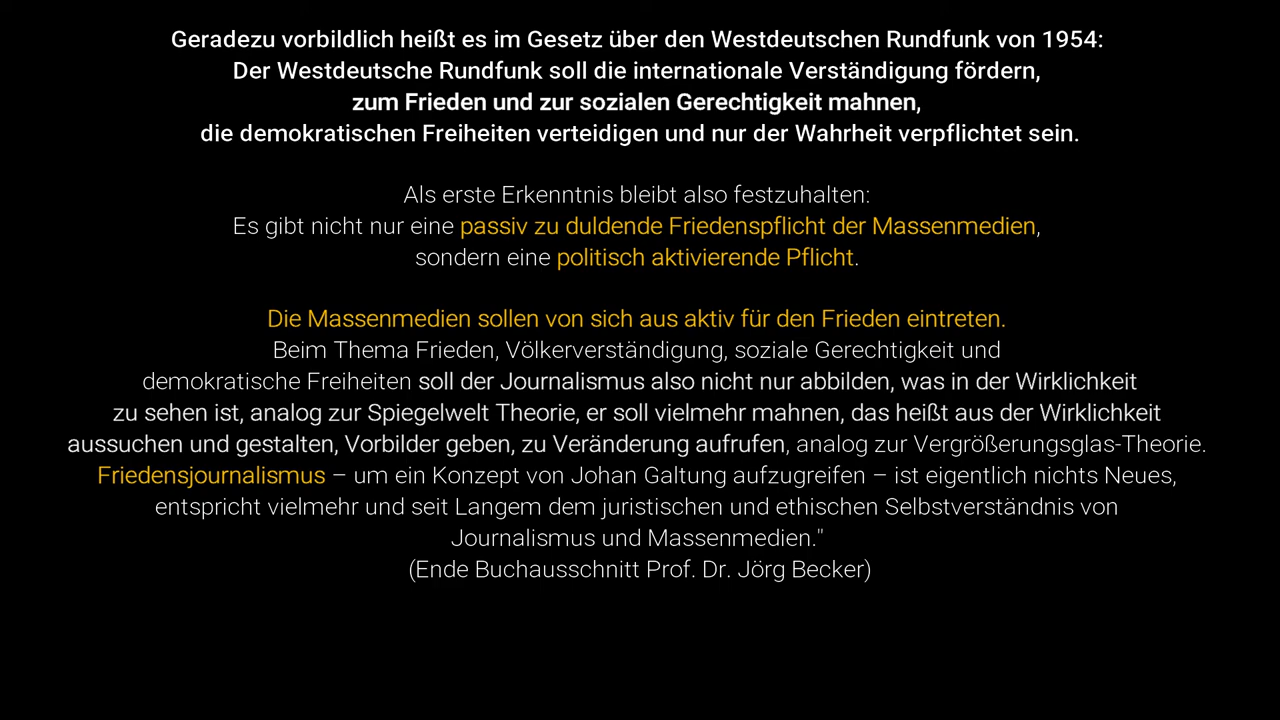 Geradezu vorbildlich heißt es im Gesetz über den Westdeutschen Rundfunk von 1954:
Der Westdeutsche Rundfunk soll die internationale Verständigung fördern,
zum Frieden und zur sozialen Gerechtigkeit mahnen,
die demokratischen Freiheiten verteidigen und nur der Wahrheit verpflichtet sein.
Als erste Erkenntnis bleibt also festzuhalten:
Es gibt nicht nur eine passiv zu duldende Friedenspflicht der Massenmedien,
sondern eine politisch aktivierende Pflicht.
Die Massenmedien sollen von sich aus aktiv für den Frieden eintreten.
Beim Thema Frieden, Völkerverständigung, soziale Gerechtigkeit und
demokratische Freiheiten soll der Journalismus also nicht nur abbilden, was in der Wirklichkeit
zu sehen ist, analog zur Spiegelwelt Theorie, er soll vielmehr mahnen, das heißt aus der Wirklichkeit
aussuchen und gestalten, Vorbilder geben, zu Veränderung aufrufen, analog zur Vergrößerungsglas-Theorie.
Friedensjournalismus – um ein Konzept von Johan Galtung aufzugreifen – ist eigentlich nichts Neues,
entspricht vielmehr und seit Langem dem juristischen und ethischen Selbstverständnis von
Journalismus und Massenmedien."
(Ende Buchausschnitt Prof. Dr. Jörg Becker)